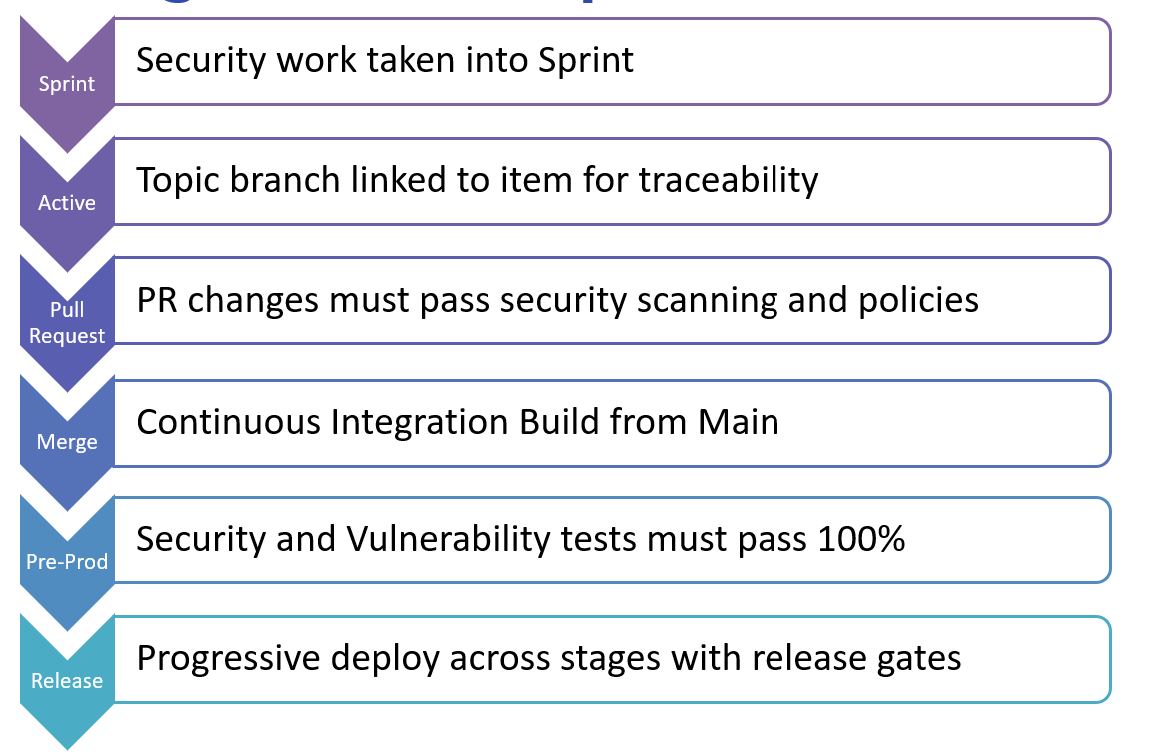 Sprint
Security work taken into Sprint
Active
Topic branch linked to item for traceability
Pull
Request
PR changes must pass security scanning and policies
Merge
Continuous Integration Build from Main
Pre-Prod
Security and Vulnerability tests must pass 100%
Release
Progressive deploy across stages with release gates